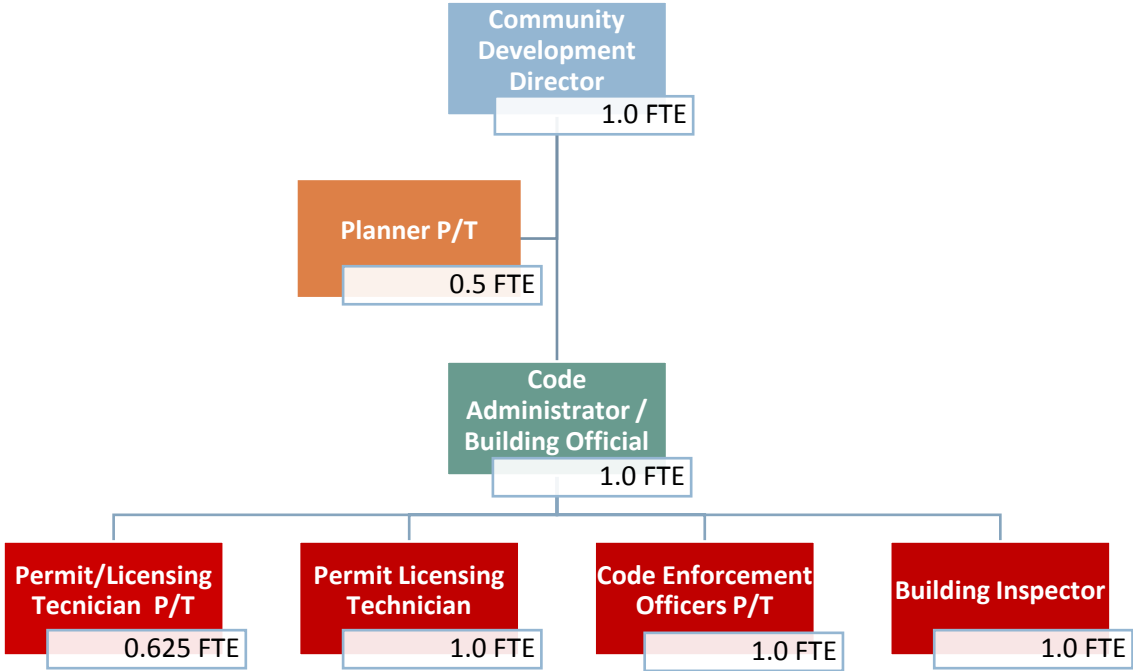 Community
Development
Director
1.0 FTE
Planner P/T
0.5 FTE
Code
Administrator /
Building Official
1.0 FTE
Permit/Licensing
Tecnician  P/T
0.625 FTE
Permit Licensing
Technician
1.0 FTE
Code Enforcement
Officers P/T
1.0 FTE
Building Inspector
1.0 FTE